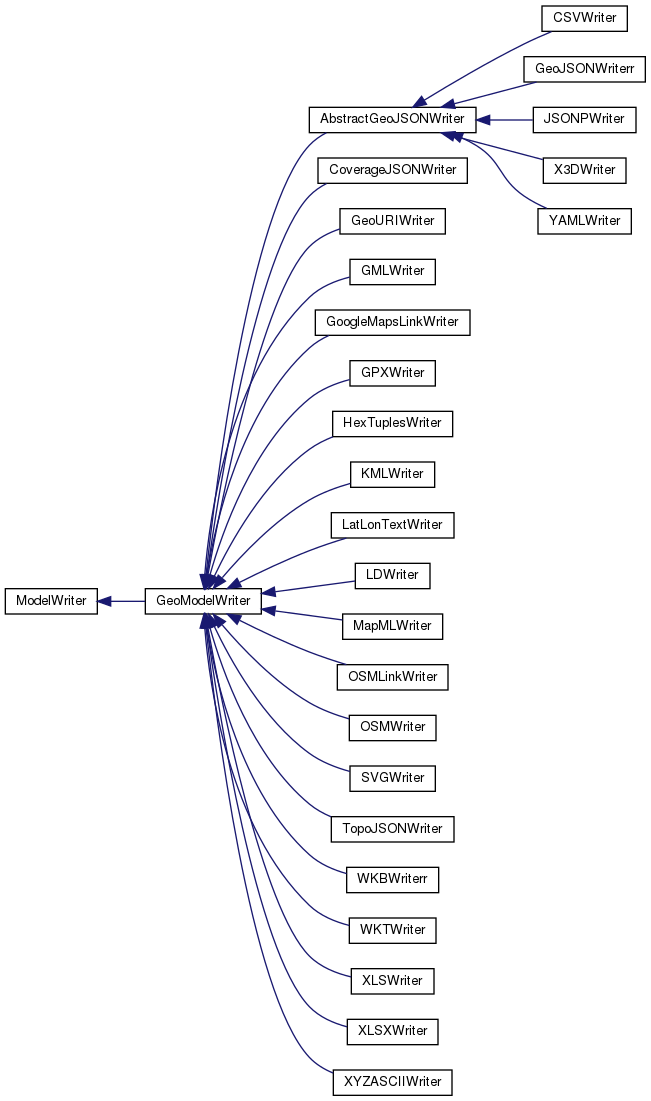 CSVWriter
GeoJSONWriterr
AbstractGeoJSONWriter
JSONPWriter
CoverageJSONWriter
X3DWriter
GeoURIWriter
YAMLWriter
GMLWriter
GoogleMapsLinkWriter
GPXWriter
HexTuplesWriter
KMLWriter
LatLonTextWriter
LDWriter
ModelWriter
GeoModelWriter
MapMLWriter
OSMLinkWriter
OSMWriter
SVGWriter
TopoJSONWriter
WKBWriterr
WKTWriter
XLSWriter
XLSXWriter
XYZASCIIWriter